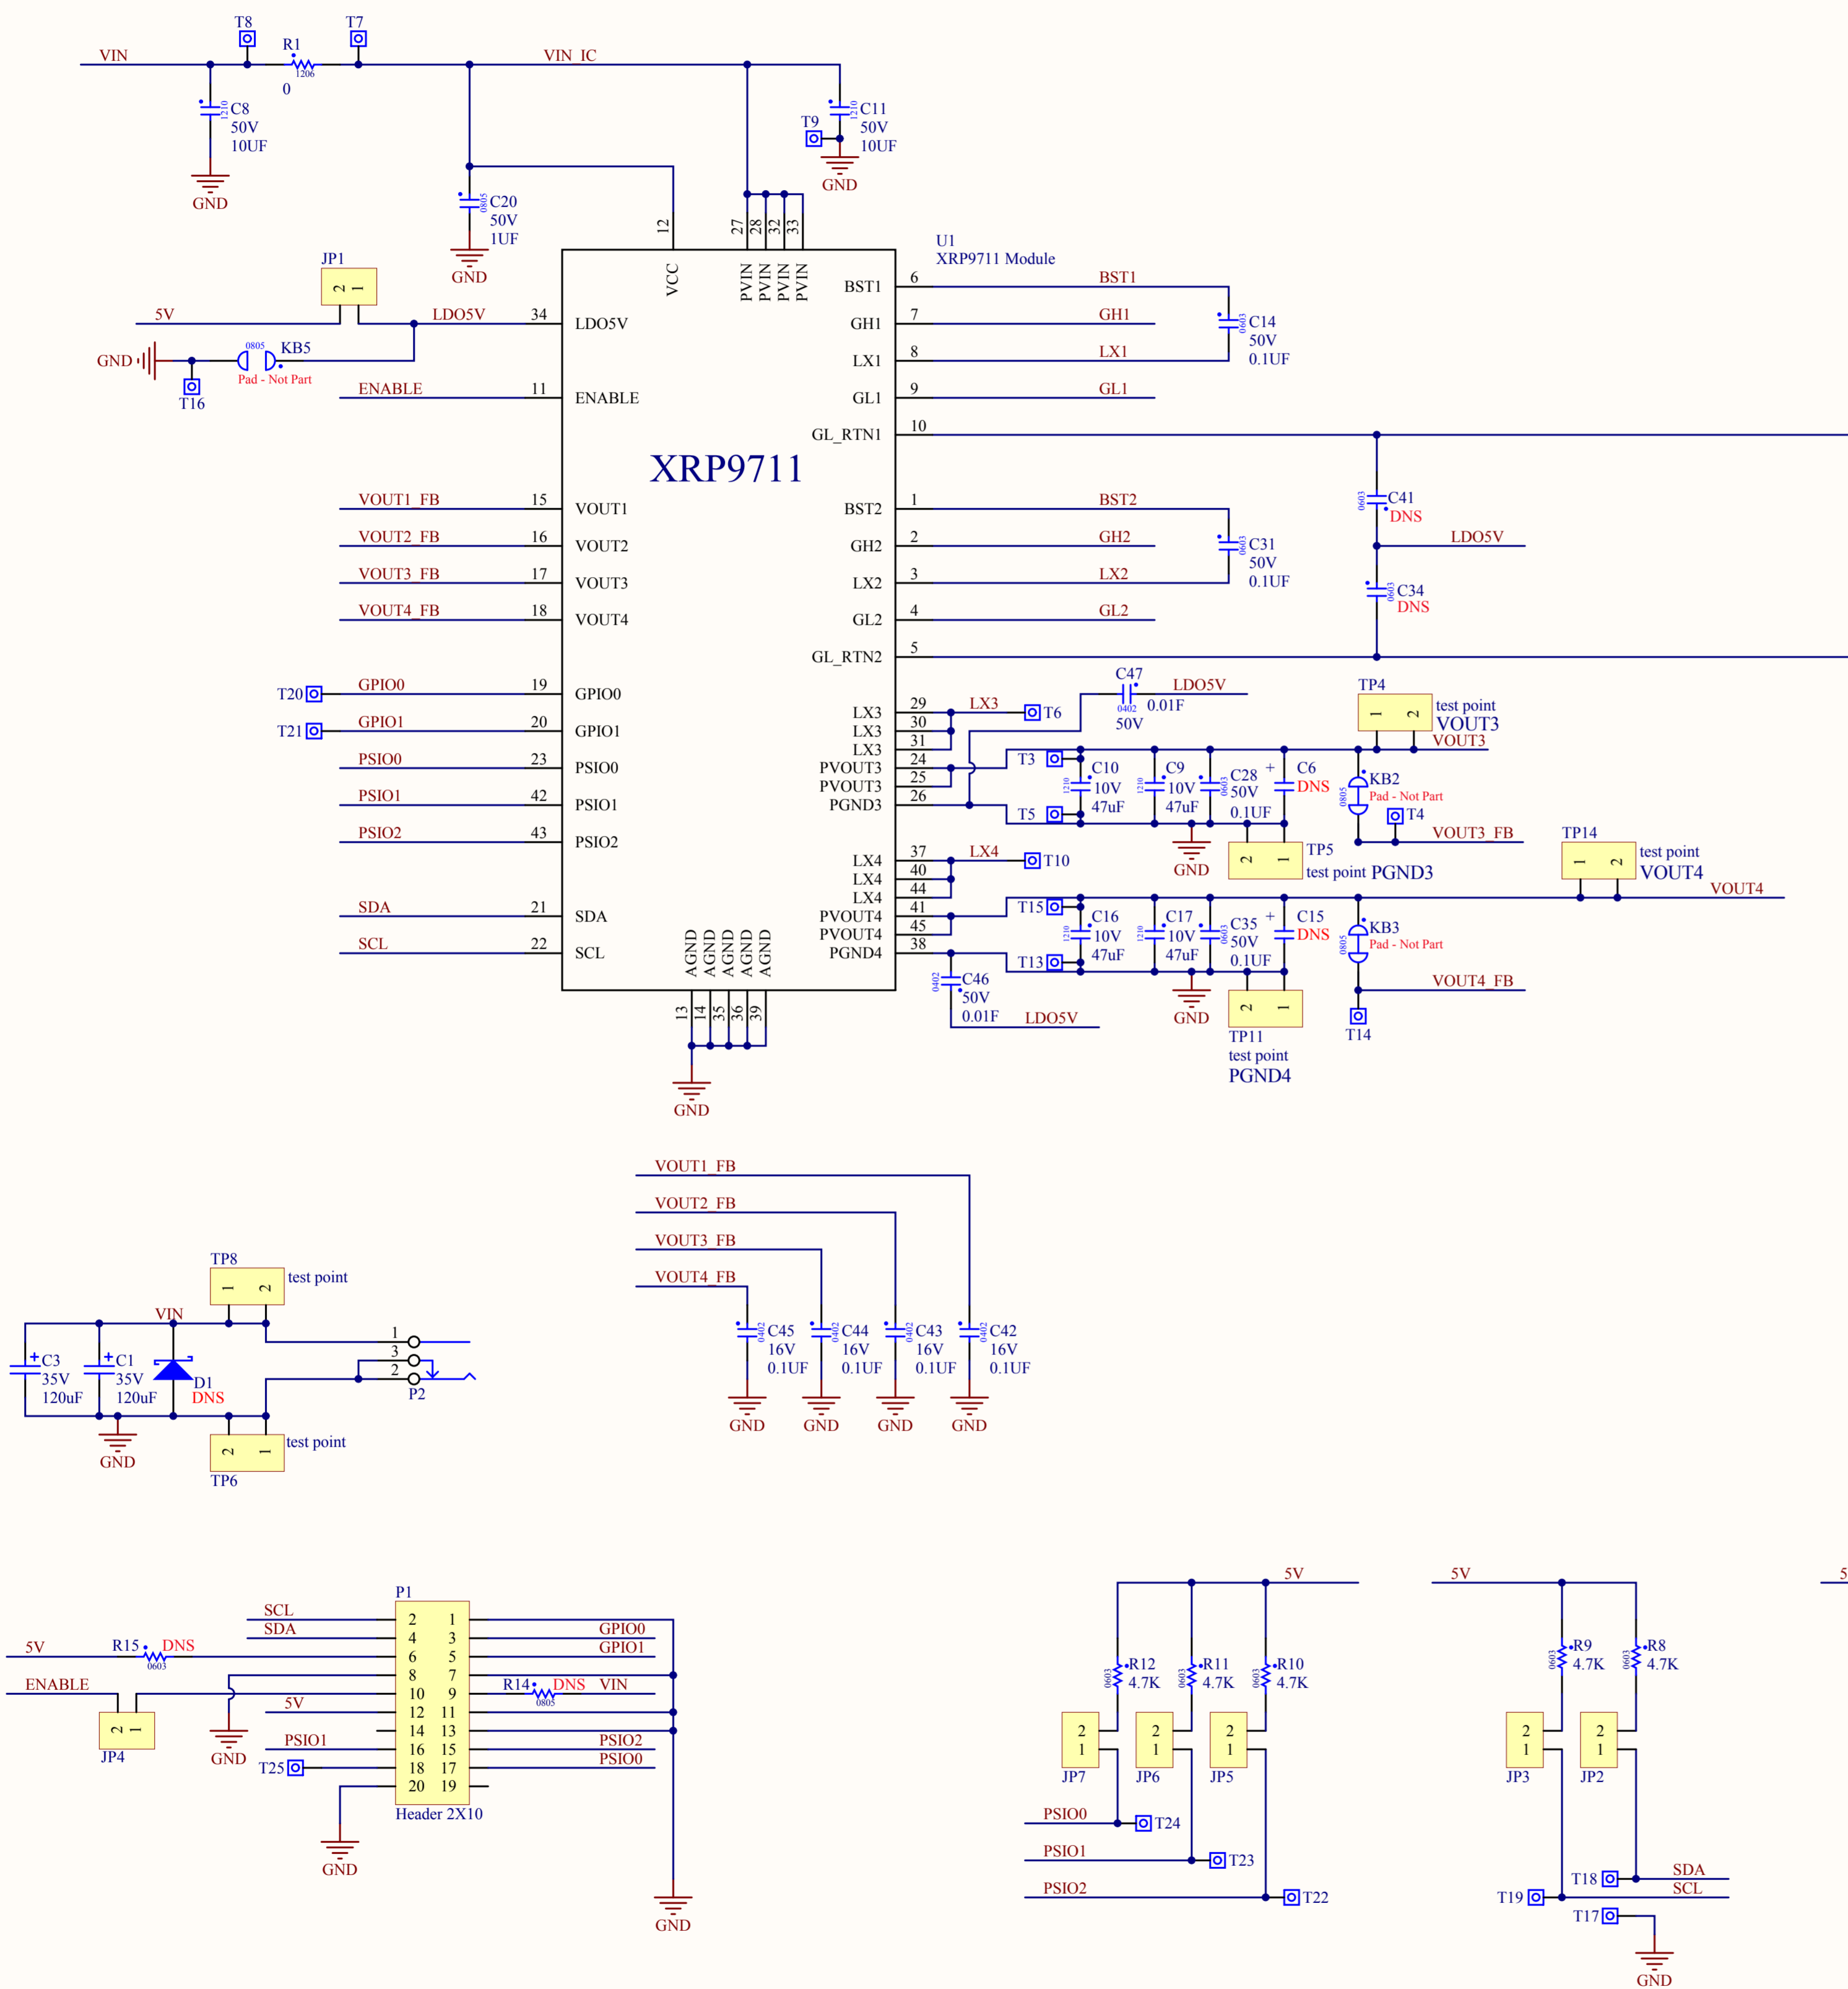 T8
T7
VIN
R1
1206
0
VIN_IC
1210
C8
50V
10UF
GND
T9
1210
C11
50V
10UF
GND
0805
C20
50V
1UF
GND
U1
XRP9711 Module
JP1
2 1
5V
LDO5V
GND
0805
KB5
Pad - Not Part
T16
ENABLE
12
27
28
32
33
VCC
PVIN
PVIN
PVIN
PVIN
34 LDO5V
11 ENABLE
XRP9711
VOUT1_FB 15 VOUT1
VOUT2_FB 16 VOUT2
VOUT3_FB 17 VOUT3
VOUT4_FB 18 VOUT4
T20 GPIO0 19 GPIO0
T21 GPIO1 20 GPIO1
PSIO0 23 PSIO0
PSIO1 42 PSIO1
PSIO2 43 PSIO2
SDA 21 SDA
SCL 22 SCL
AGND
AGND
AGND
AGND
AGND
13
14
35
36
39
GND
BST1 6 BST1
GH1 7 GH1
LX1 8 LX1
GL1 9 GL1
GL_RTN1 10
0603
C14
50V
0.1UF
BST2 1 BST2
GH2 2 GH2
LX2 3 LX2
GL2 4 GL2
GL_RTN2 5
0603
C31
50V
0.1UF
0603
C41
DNS
LDO5V
0603
C34
DNS
LX3 29 LX3 T6
LX3 30
LX3 31
PVOUT3 24
PVOUT3 25
PGND3 26
C47
0402
0.01F
50V
LDO5V
TP4
1 2
test point
VOUT3
VOUT3
T3
T5
1210
C10
10V
47uF
1210
C9
10V
47uF
0603
C28
50V
0.1UF
+
C6
DNS
0805
KB2
Pad - Not Part
T4
VOUT3_FB
GND
2 1
TP5
test point PGND3
TP14
1 2
test point
VOUT4
VOUT4
LX4 37 LX4 T10
LX4 40
LX4 44
PVOUT4 41
PVOUT4 45
PGND4 38
T15
T13
1210
C16
10V
47uF
1210
C17
10V
47uF
0603
C35
50V
0.1UF
+
C15
DNS
0805
KB3
Pad - Not Part
VOUT4_FB
T14
0402
C46
50V
0.01F
LDO5V
GND
2 1
TP11
test point
PGND4
VOUT1_FB
VOUT2_FB
VOUT3_FB
VOUT4_FB
0402
C45
16V
0.1UF
GND
0402
C44
16V
0.1UF
GND
0402
C43
16V
0.1UF
GND
0402
C42
16V
0.1UF
GND
TP8
1 2
test point
VIN
+
C3
35V
120uF
+
C1
35V
120uF
D1
DNS
1
3
2
P2
GND
2 1
test point
TP6
P1
SCL 2 1
SDA 4 3 GPIO0
5V R15 DNS 6 5 GPIO1
0603
8 7
ENABLE 10 9 R14 DNS VIN
0805
5V 12 11
14 13
PSIO1 16 15 PSIO2
T25 18 17 PSIO0
20 19
Header 2X10
2 1
JP4
GND
GND
GND
5V
0603
R12
4.7K
0603
R11
4.7K
0603
R10
4.7K
2
1
JP7
2
1
JP6
2
1
JP5
PSIO0 T24
PSIO1 T23
PSIO2 T22
5V
0603
R9
4.7K
0603
R8
4.7K
2
1
JP3
2
1
JP2
T18 SDA
T19 SCL
T17
GND
5